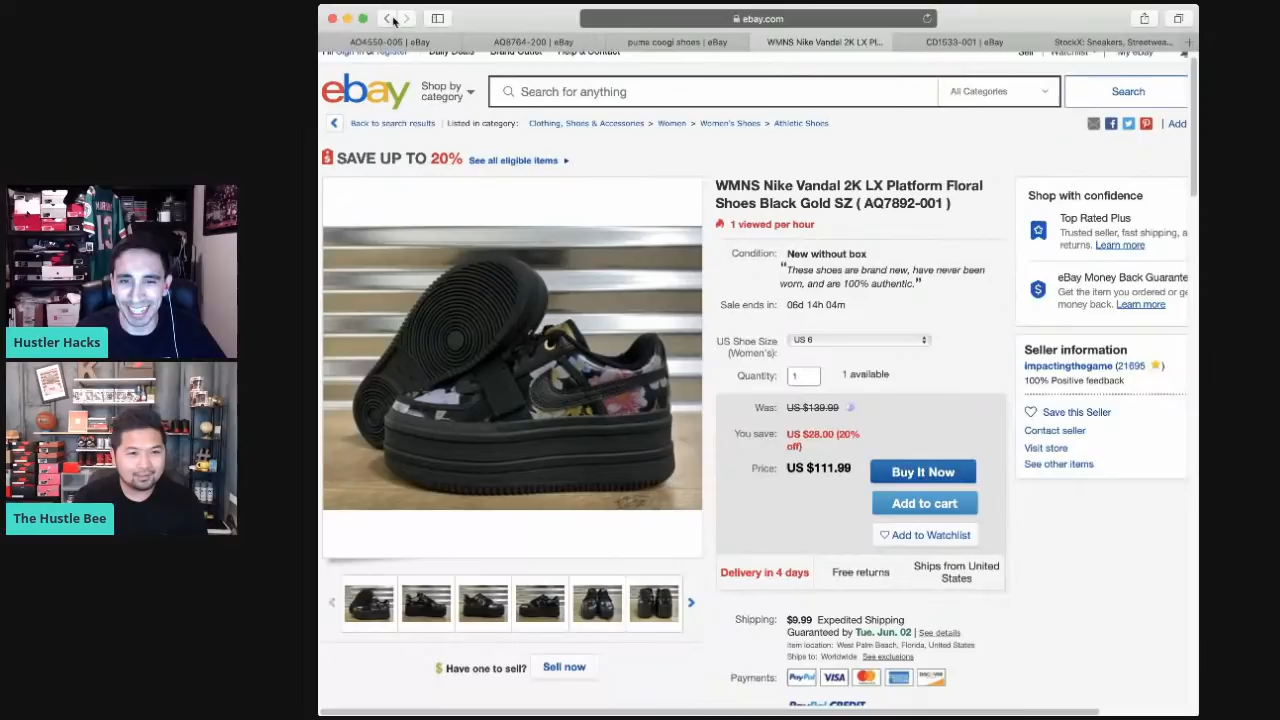 ebay.com
AO4550-005 | eBay
AQ8764-200 | eBay
puma coogi shoes | eBay
WMNS Nike Vandal 2K LX Pl...
CD1533-001 | eBay
StockX: Sneakers, Streetwea...
ebay
Shop by
category
Search for anything
All Categories
Search
Back to search results | Listed in category:
Clothing, Shoes & Accessories > Women > Women's Shoes > Athletic Shoes
| Add
SAVE UP TO 20% See all eligible items
WMNS Nike Vandal 2K LX Platform Floral
Shoes Black Gold SZ ( AQ7892-001 )
1 viewed per hour
Condition: New without box
"These shoes are brand new, have never been
worn, and are 100% authentic."
Sale ends in: 06d 14h 04m
US Shoe Size
(Women's):
US 6
Quantity: 1 1 available
Was: US $139.99
You save: US $28.00 (20%
off)
Price: US $111.99
Buy It Now
Add to cart
Add to Watchlist
Delivery in 4 days
Free returns
Ships from United
States
Shipping: $9.99 Expedited Shipping
Guaranteed by Tue. Jun. 02 | See details
Item location: West Palm Beach, Florida, United States
Ships to: Worldwide See exclusions
Payments: PayPal VISA
PayPal CREDIT
Have one to sell? Sell now
Shop with confidence
Top Rated Plus
Trusted seller, fast shipping, a
returns. Learn more
eBay Money Back Guarante
Get the item you ordered or ge
money back. Learn more
Seller information
impactingthegame (21695 )
100% Positive feedback
Save this Seller
Contact seller
Visit store
See other items
Hustler Hacks
The Hustle Bee